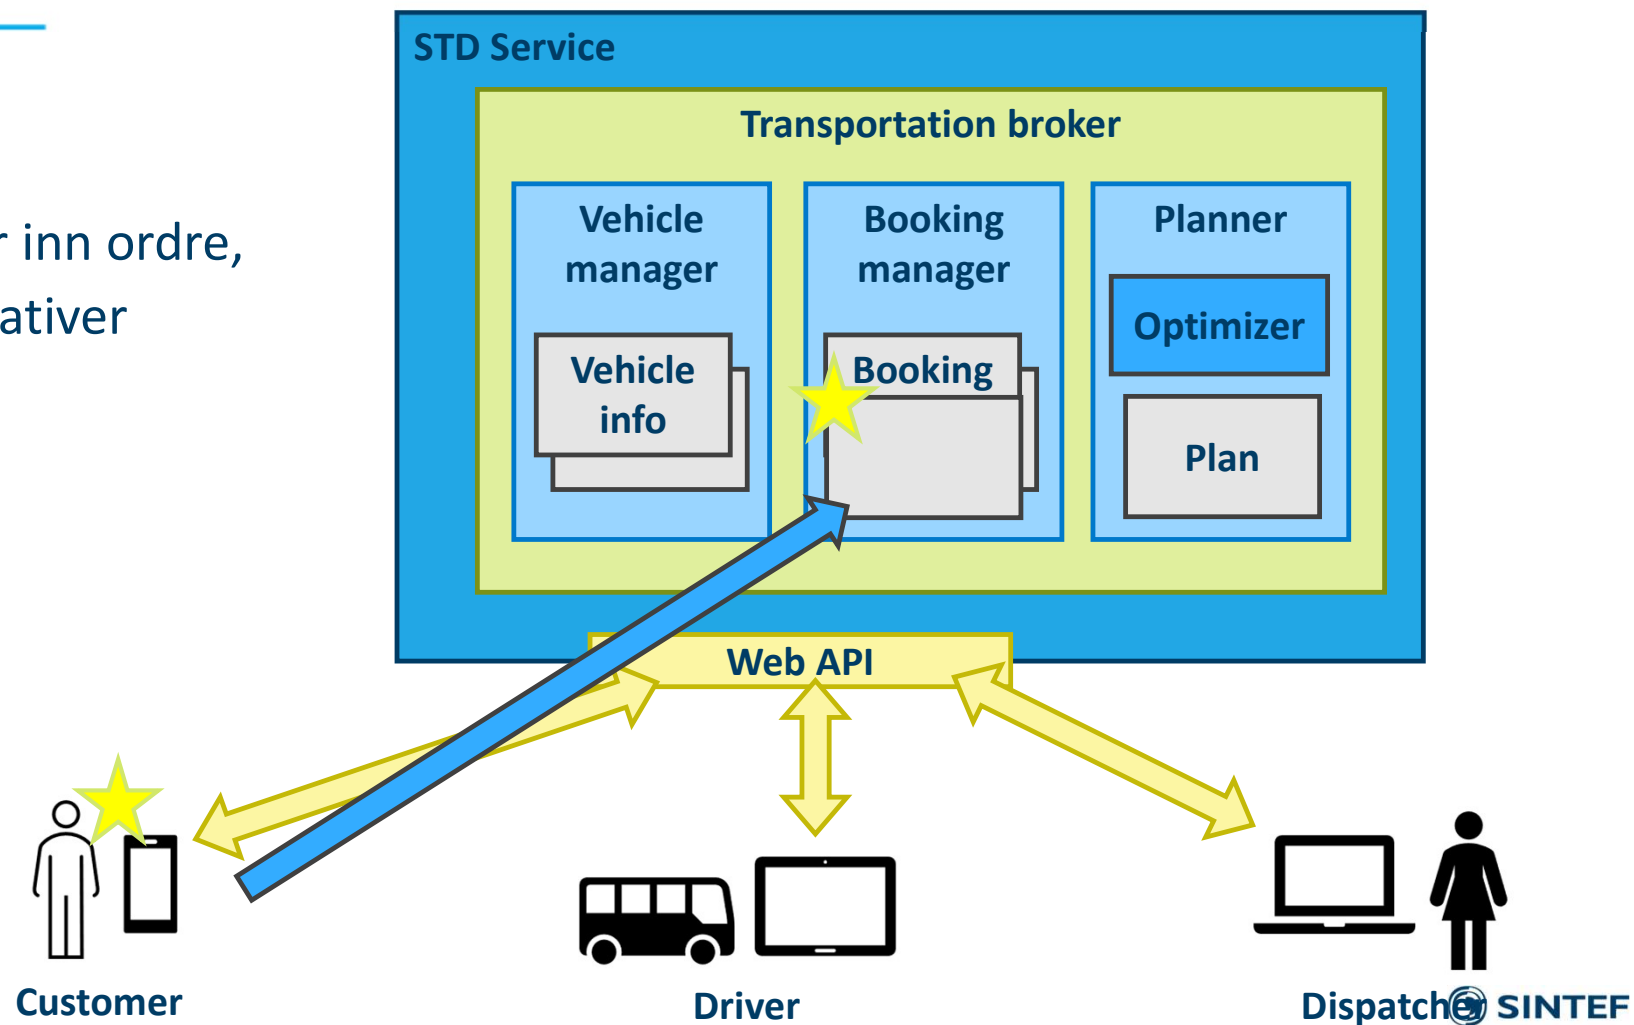 STD Service
Transportation broker
r inn ordre,
ativer
Vehicle
manager
Vehicle
info
Booking
manager
Booking
Planner
Optimizer
Plan
Web API
Customer
Driver
Dispatcher
SINTEF